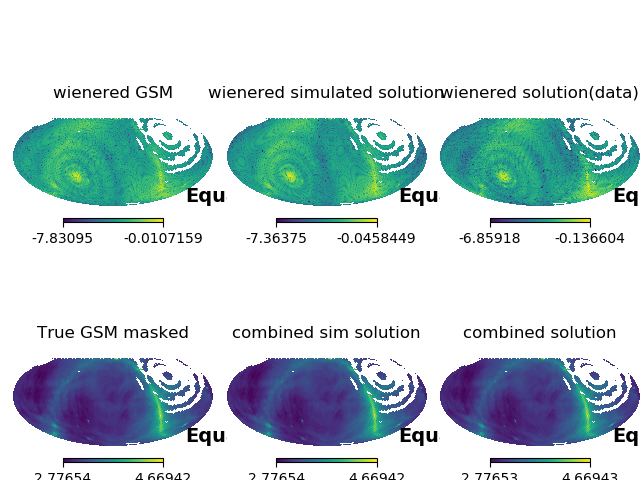 wienered GSM
wienered simulated solution
wienered solution(data)
Equ
Equ
Eq
-7.83095 -0.0107159
-7.36375 -0.0458449
-6.85918 -0.136604
True GSM masked
combined sim solution
combined solution
Equ
Equ
Eq
2.77654 4.66942
2.77654 4.66942
2.77653 4.66943